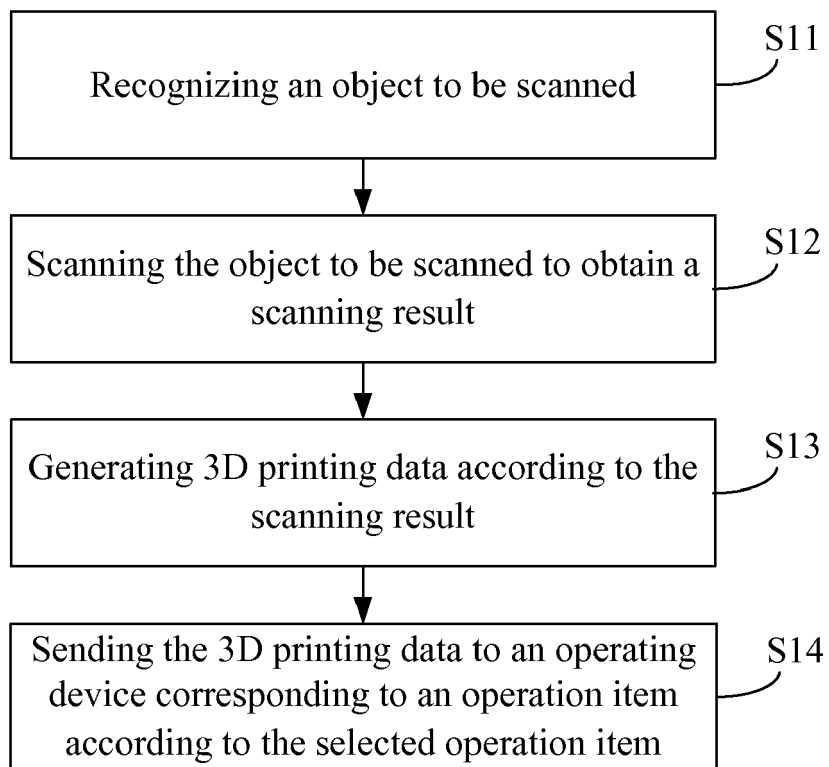 S11
Recognizing an object to be scanned
S12
Scanning the object to be scanned to obtain a
scanning result
S13
Generating 3D printing data according to the
scanning result
S14
Sending the 3D printing data to an operating
device corresponding to an operation item
according to the selected operation item